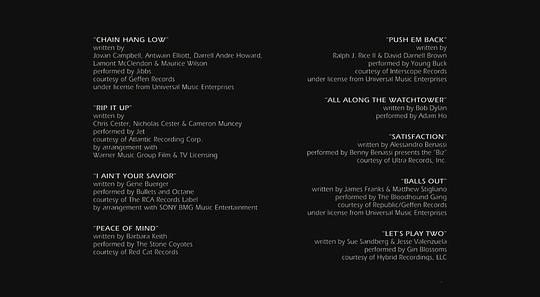 "CHAIN HANG LOW"
written by
Jovan Campbell, Antwain Elliott, Darrell Andre Howard,
Lamont McClendon & Maurice Wilson
performed by Jibbs
courtesy of Geffen Records
under license from Universal Music Enterprises
"RIP IT UP"
written by
Chris Cester, Nicholas Cester & Cameron Muncey
performed by Jet
courtesy of Atlantic Recording Corp.
by arrangement with
Warner Music Group Film & TV Licensing
"I AIN'T YOUR SAVIOR"
written by Gene Buerger
performed by Bullets and Octane
courtesy of The RCA Records Label
by arrangement with SONY BMG Music Entertainment
"PEACE OF MIND"
written by Barbara Keith
performed by The Stone Coyotes
courtesy of Red Cat Records
"PUSH EM BACK"
written by
Ralph J. Rice II & David Darnell Brown
performed by Young Buck
courtesy of Interscope Records
under license from Universal Music Enterprises
"ALL ALONG THE WATCHTOWER"
written by Bob Dylan
performed by Adam Ho
"SATISFACTION"
written by Alessandro Benassi
performed by Benny Benassi presents the "Biz"
courtesy of Ultra Records, Inc.
"BALLS OUT"
written by James Franks & Matthew Stigliano
performed by The Bloodhound Gang
courtesy of Republic/Geffen Records
under license from Universal Music Enterprises
"LET'S PLAY TWO"
written by Sue Sandberg & Jesse Valenzuela
performed by Gin Blossoms
courtesy of Hybrid Recordings, LLC